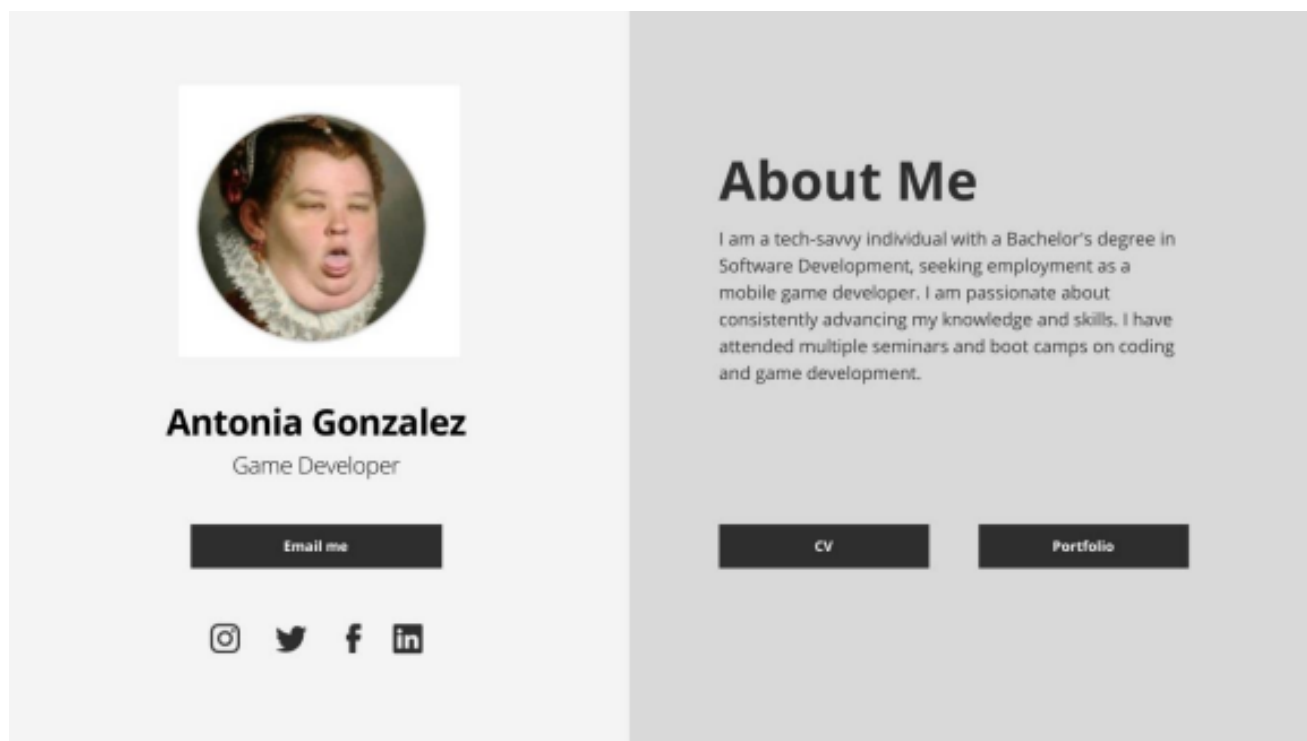 Antonia Gonzalez
Game Developer
Email me
About Me
I am a tech-savvy individual with a Bachelor's degree in
Software Development, seeking employment as a
mobile game developer. I am passionate about
consistently advancing my knowledge and skills. I have
attended multiple seminars and boot camps on coding
and game development.
CV
Portfolio